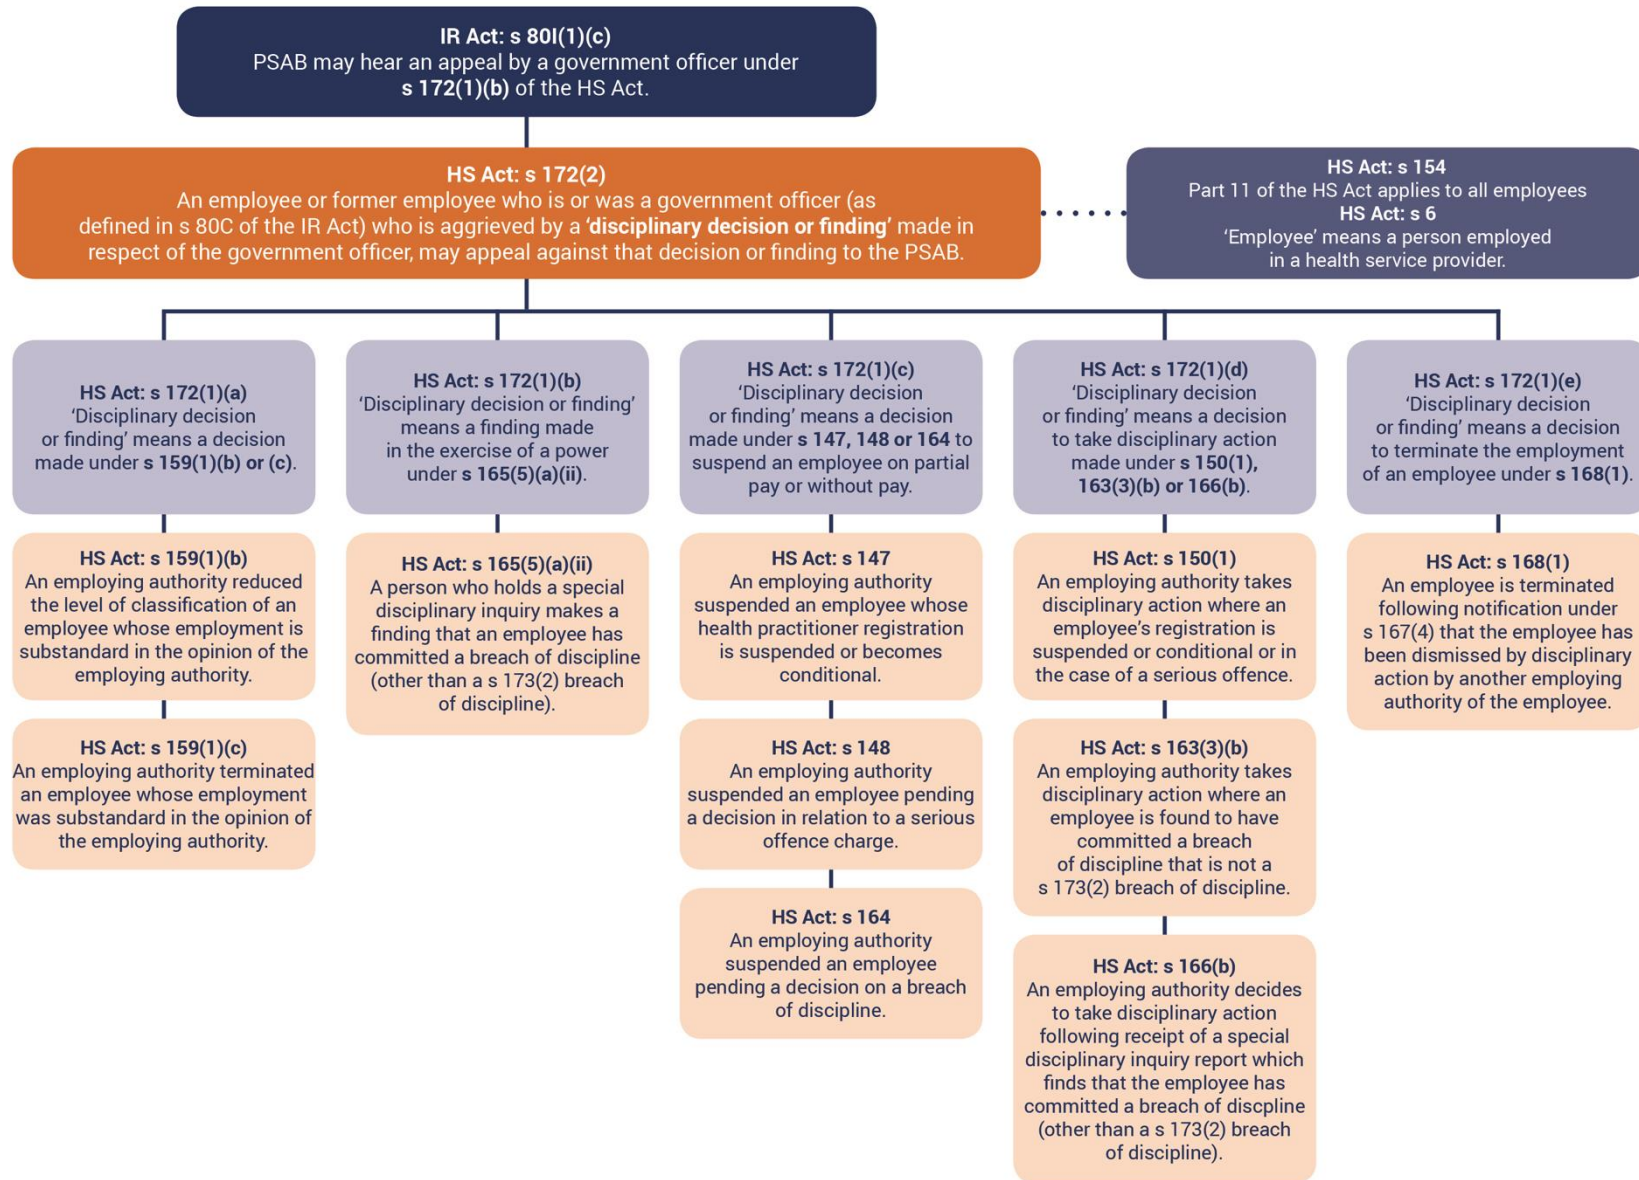 IR Act: s 80I(1)(c)
PSAB may hear an appeal by a government officer under
s 172(1)(b) of the HS Act.
HS Act: s 172(2)
An employee or former employee who is or was a government officer (as
defined in s 80C of the IR Act) who is aggrieved by a ‘disciplinary decision or finding’ made in
respect of the government officer, may appeal against that decision or finding to the PSAB.
HS Act: s 154
Part 11 of the HS Act applies to all employees
HS Act: s 6
‘Employee’ means a person employed
in a health service provider.
HS Act: s 172(1)(a)
‘Disciplinary decision
or finding’ means a decision
made under s 159(1)(b) or (c).
HS Act: s 159(1)(b)
An employing authority reduced
the level of classification of an
employee whose employment is
substandard in the opinion of the
employing authority.
HS Act: s 159(1)(c)
An employing authority terminated
an employee whose employment
was substandard in the opinion of
the employing authority.
HS Act: s 172(1)(b)
‘Disciplinary decision or finding’
means a finding made
in the exercise of a power
under s 165(5)(a)(ii).
HS Act: s 165(5)(a)(ii)
A person who holds a special
disciplinary inquiry makes a
finding that an employee has
committed a breach of discipline
(other than a s 173(2) breach
of discipline).
HS Act: s 172(1)(c)
‘Disciplinary decision
or finding’ means a decision
made under s 147, 148 or 164 to
suspend an employee on partial
pay or without pay.
HS Act: s 147
An employing authority
suspended an employee whose
health practitioner registration
is suspended or becomes
conditional.
HS Act: s 148
An employing authority
suspended an employee pending
a decision in relation to a serious
offence charge.
HS Act: s 164
An employing authority
suspended an employee
pending a decision on a breach
of discipline.
HS Act: s 172(1)(d)
‘Disciplinary decision
or finding’ means a decision
to take disciplinary action
made under s 150(1),
163(3)(b) or 166(b).
HS Act: s 150(1)
An employing authority takes
disciplinary action where an
employee’s registration is
suspended or conditional or in
the case of a serious offence.
HS Act: s 163(3)(b)
An employing authority takes
disciplinary action where an
employee is found to have
committed a breach
of discipline that is not a
s 173(2) breach of discipline.
HS Act: s 166(b)
An employing authority decides
to take disciplinary action
following receipt of a special
disciplinary inquiry report which
finds that the employee has
committed a breach of discpline
(other than a s 173(2) breach
of discipline).
HS Act: s 172(1)(e)
‘Disciplinary decision
or finding’ means a decision
to terminate the employment
of an employee under s 168(1).
HS Act: s 168(1)
An employee is terminated
following notification under
s 167(4) that the employee has
been dismissed by disciplinary
action by another employing
authority of the employee.